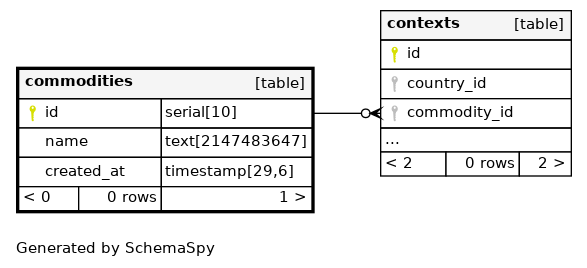 contexts [table]
id
country_id
commodity_id
...
< 2 0 rows 2 >
commodities [table]
id serial[10]
name text[2147483647]
created_at timestamp[29,6]
< 0 0 rows 1 >
Generated by SchemaSpy